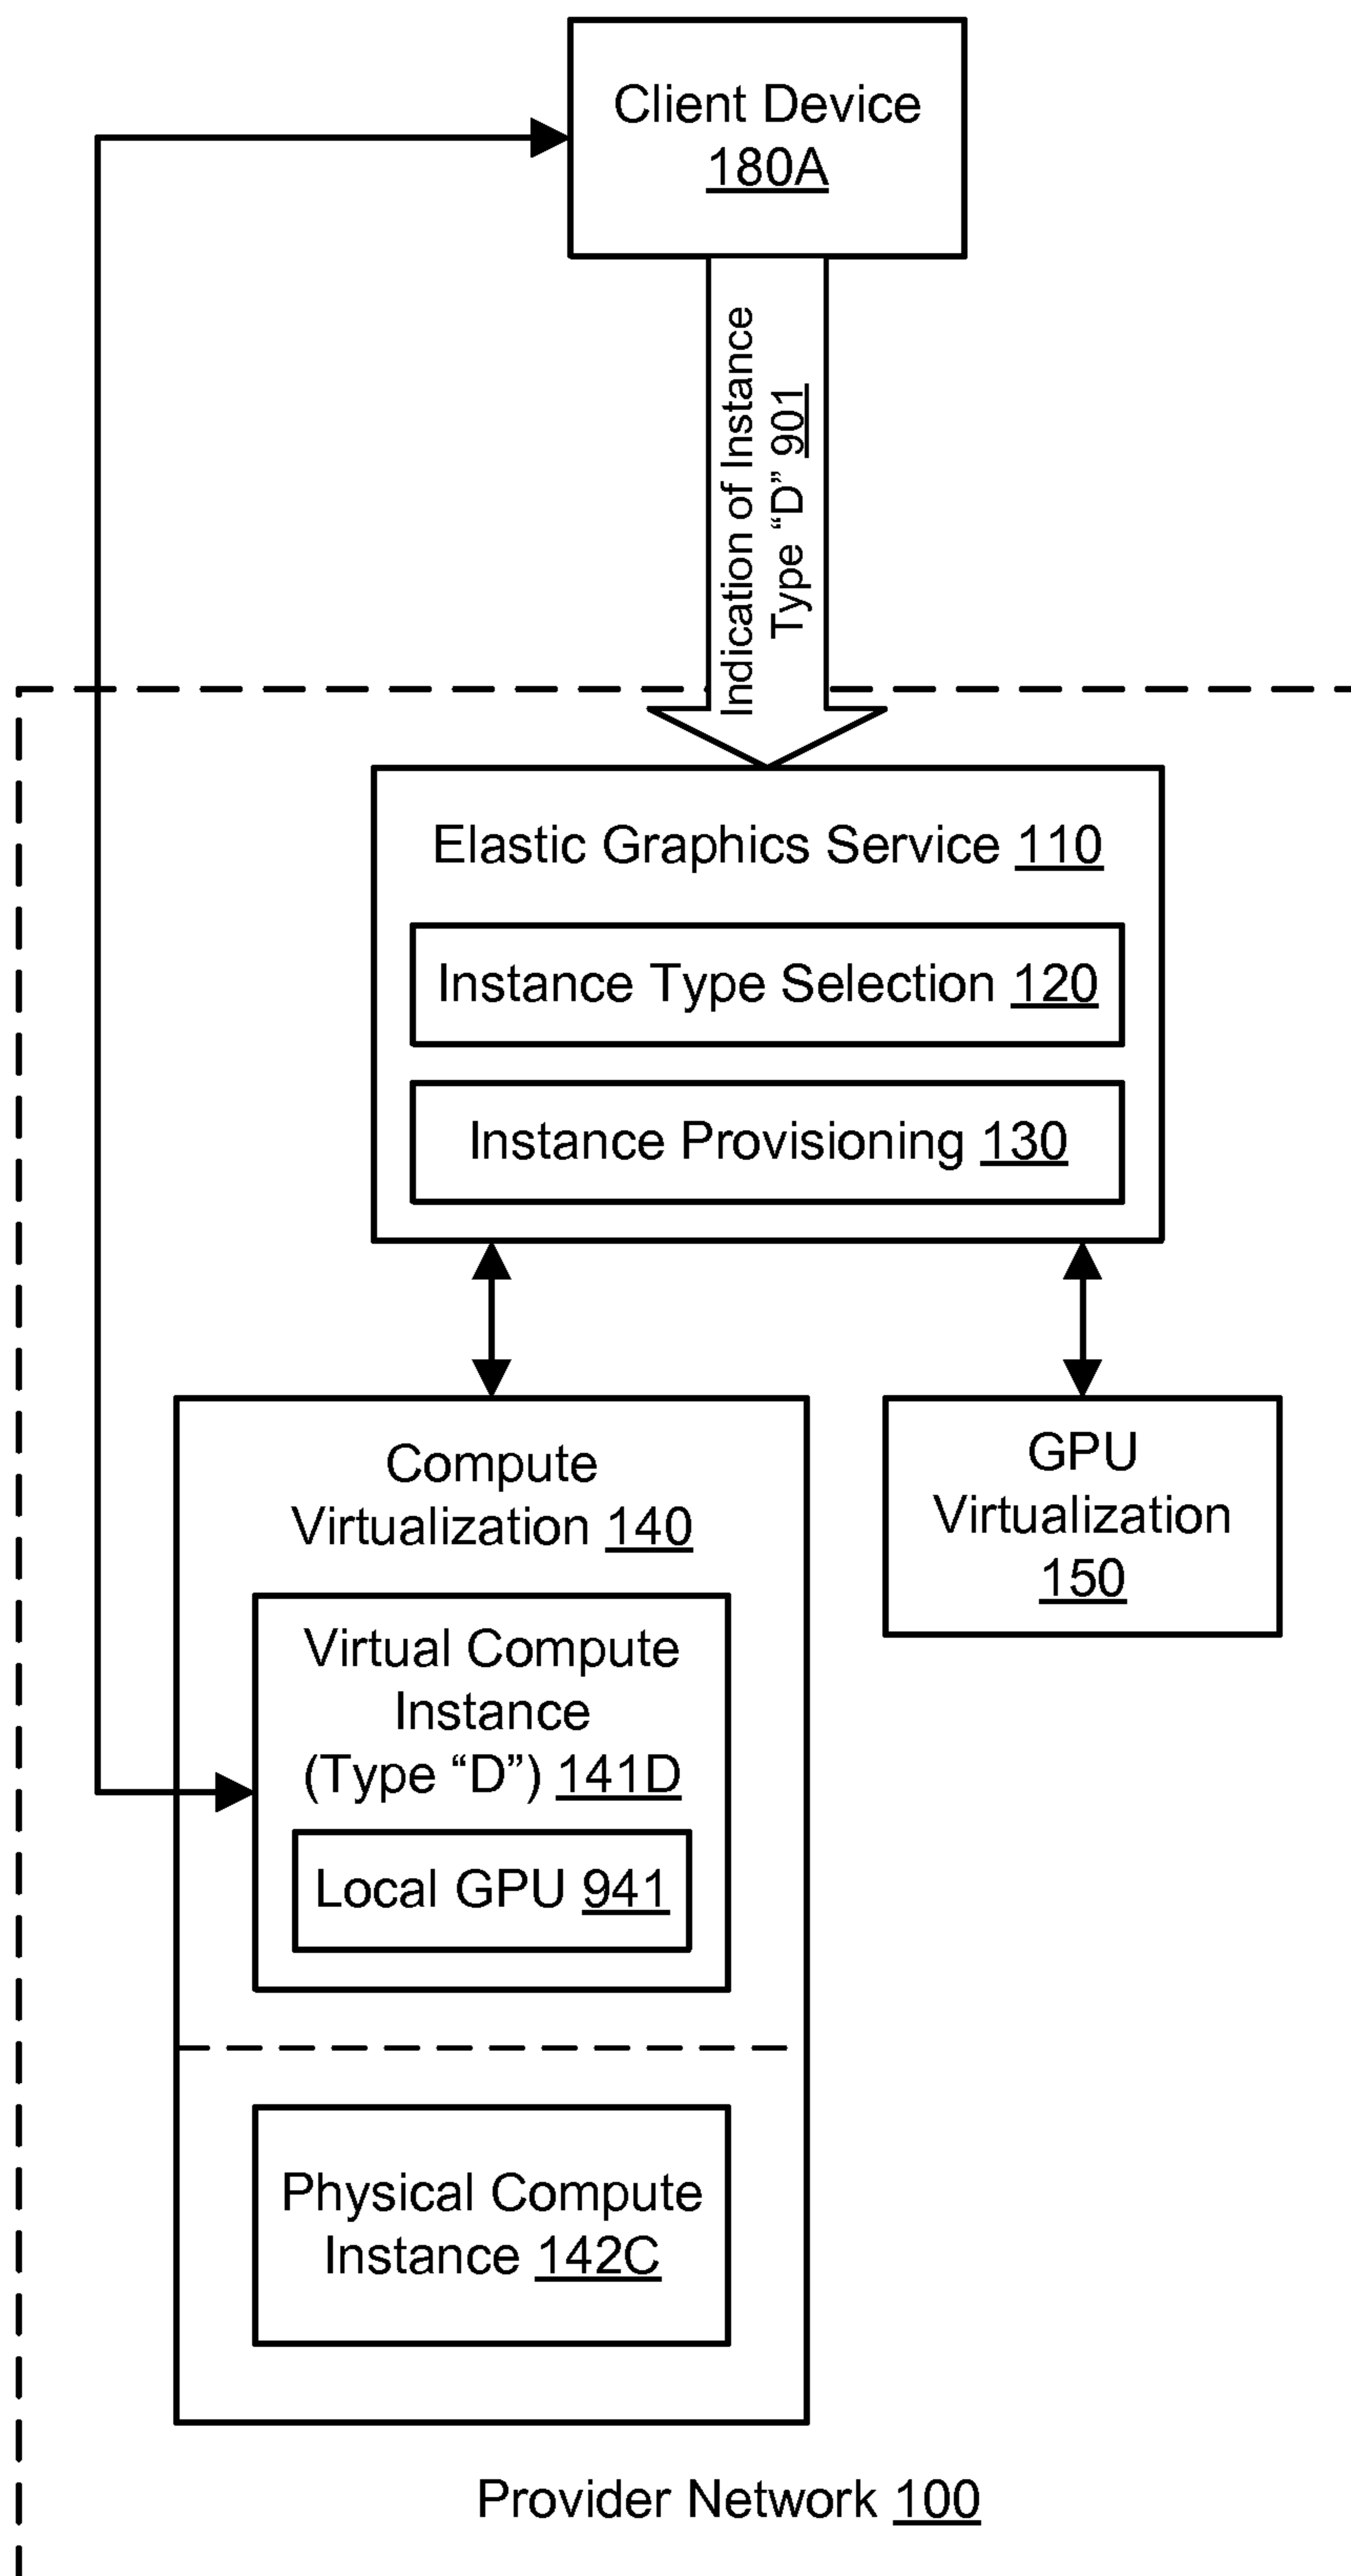 Client Device
180A
Indication of Instance
Type “D” 901
Elastic Graphics Service 110
Instance Type Selection 120
Instance Provisioning 130
Compute
Virtualization 140
Virtual Compute
Instance
(Type “D”) 141D
Local GPU 941
Physical Compute
Instance 142C
GPU
Virtualization
150
Provider Network 100